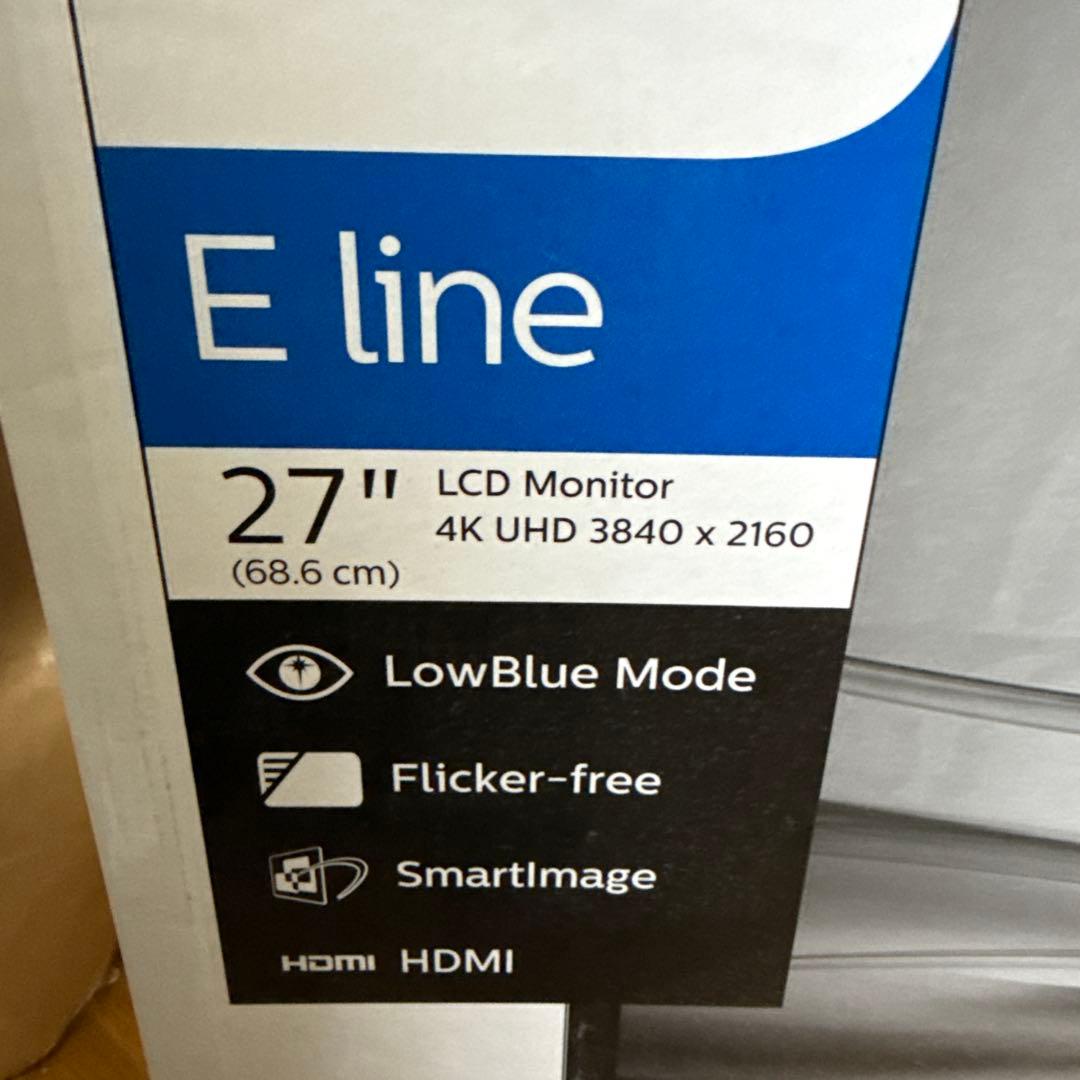 E line
27" LCD Monitor
4K UHD 3840 x 2160
(68.6 cm)
LowBlue Mode
Flicker-free
SmartImage
HDMI HDMI